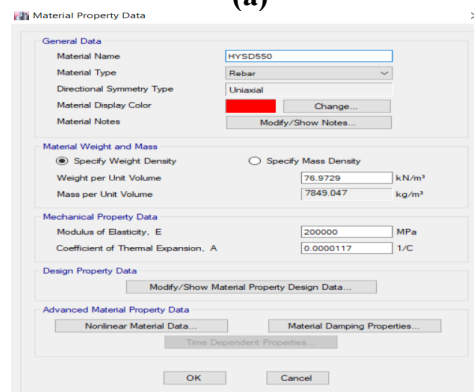 (a)
Material Property Data
General Data
Material Name HYSD550
Material Type Rebar
Directional Symmetry Type Uniaxial
Material Display Color Change...
Material Notes Modify/Show Notes...
Material Weight and Mass
Specify Weight Density Specify Mass Density
Weight per Unit Volume 76.9729 kN/m³
Mass per Unit Volume 7849.047 kg/m³
Mechanical Property Data
Modulus of Elasticity, E 200000 MPa
Coefficient of Thermal Expansion, A 0.0000117 1/C
Design Property Data
Modify/Show Material Property Design Data...
Advanced Material Property Data
Nonlinear Material Data... Material Damping Properties...
Time Dependent Properties...
OK Cancel